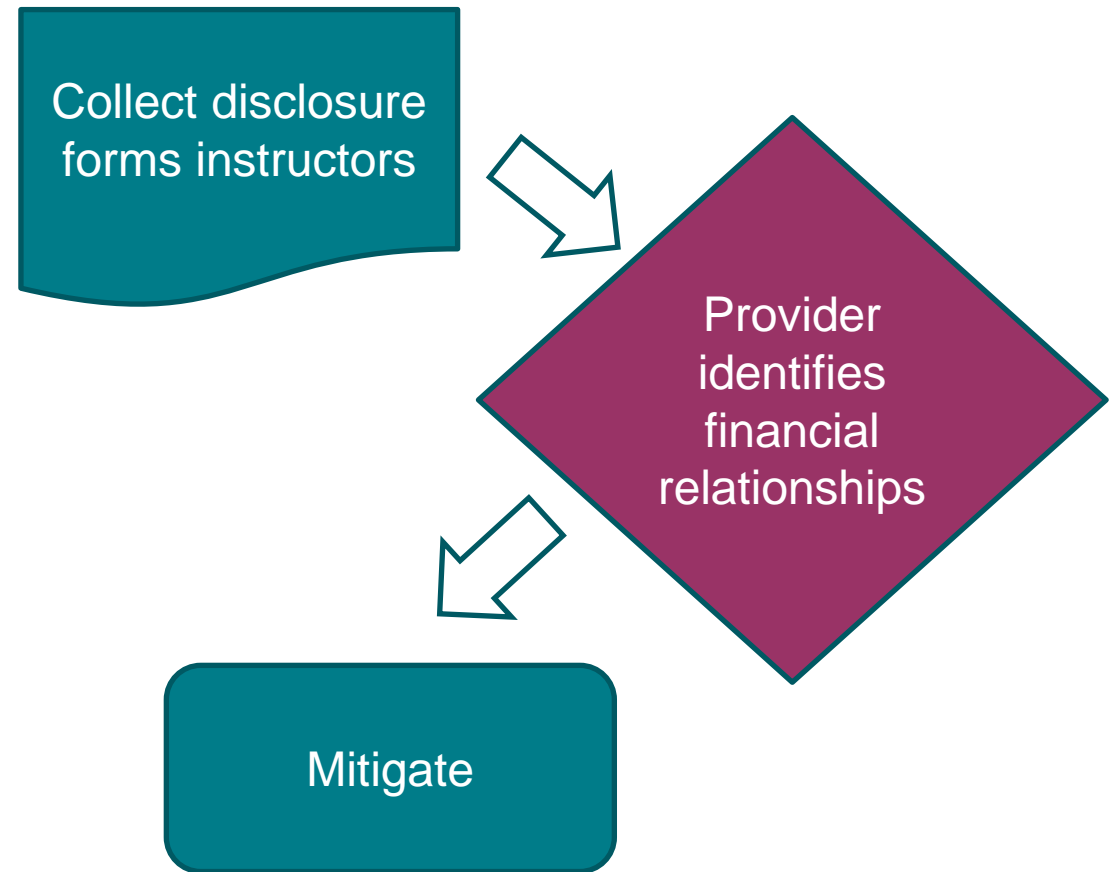 Collect disclosure
forms instructors
Provider
identifies
financial
relationships
Mitigate